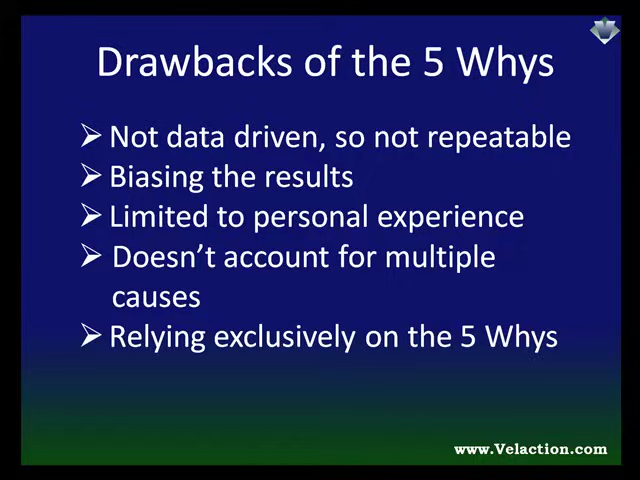 Drawbacks of the 5 Whys
Not data driven, so not repeatable
Biasing the results
Limited to personal experience
Doesn’t account for multiple
causes
Relying exclusively on the 5 Whys
www.Velaction.com